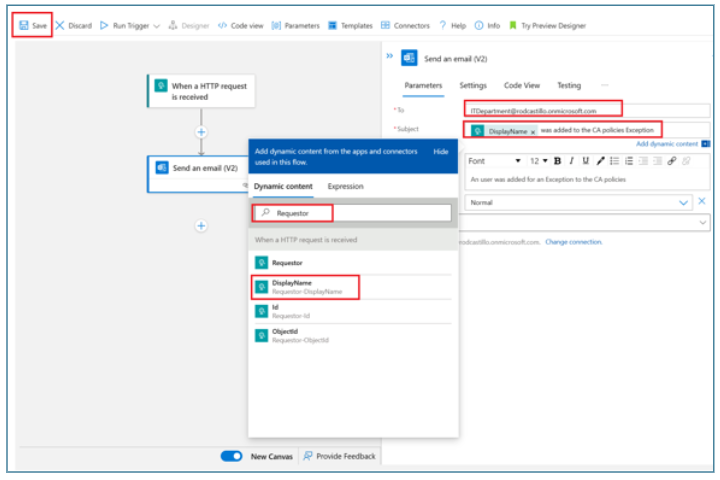 Save Discard Run Trigger Designer Code view Parameters Templates Connectors Help Info Try Preview Designer
When a HTTP request
is received
Send an email (V2)
Add dynamic content from the apps and connectors
used in this flow.
Hide
Dynamic content Expression
Requestor
When a HTTP request is received
Requestor
DisplayName
Requestor-DisplayName
Id
Requestor-Id
ObjectId
Requestor-ObjectId
Send an email (V2)
Parameters Settings Code View Testing ...
*To ITDepartment@rodcastillo.onmicrosoft.com
*Subject DisplayName x was added to the CA policies Exception
Add dynamic content
Font 12 B I U
An user was added for an Exception to the CA policies
Normal
rodcastillo.onmicrosoft.com. Change connection.
New Canvas Provide Feedback